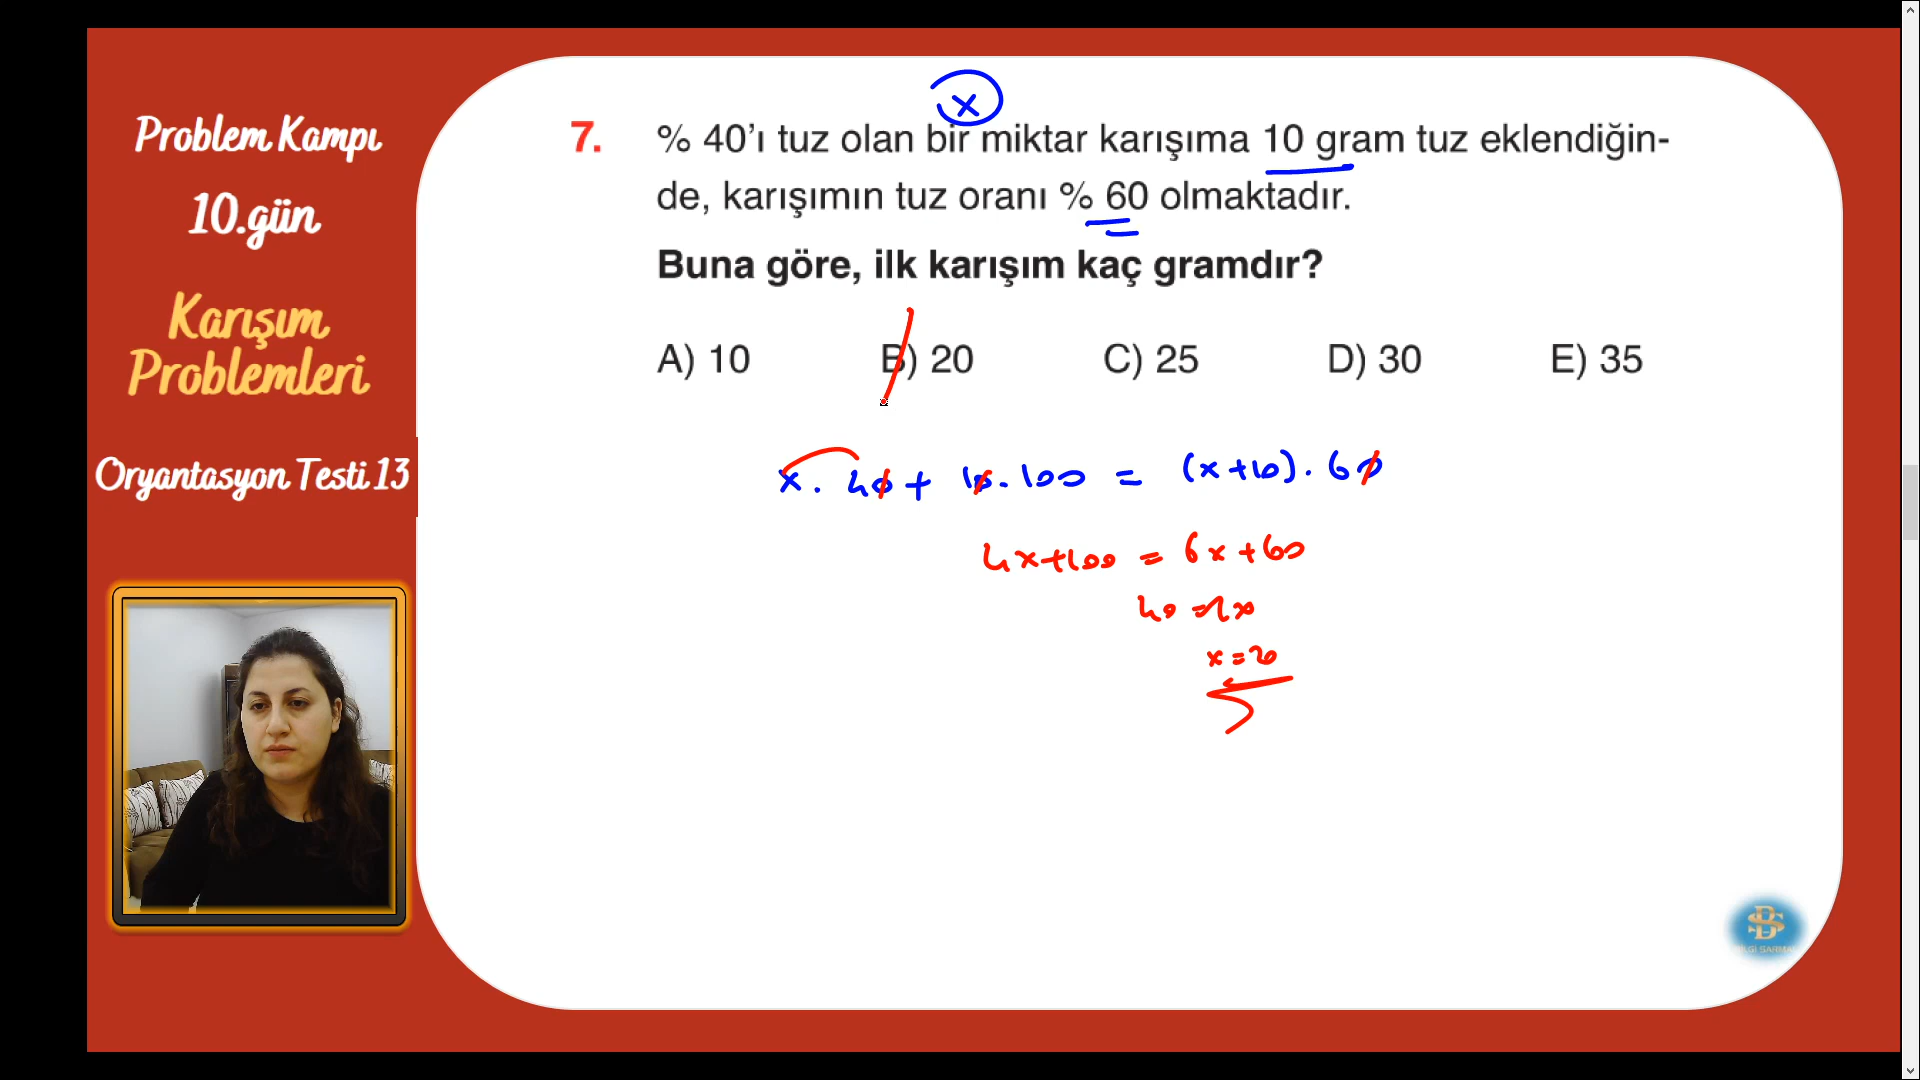 Problem Kampı
10.gün
Karışım
Problemleri
Oryantasyon Testi 13
x
7. % 40’ı tuz olan bir miktar karışıma 10 gram tuz eklendiğin-
de, karışımın tuz oranı % 60 olmaktadır.
Buna göre, ilk karışım kaç gramdır?
A) 10 B) 20 C) 25 D) 30 E) 35
x . 40 + 10 . 100 = (x+10) . 60
4x+100 = 6x+60
40 = 2x
x = 20
BS